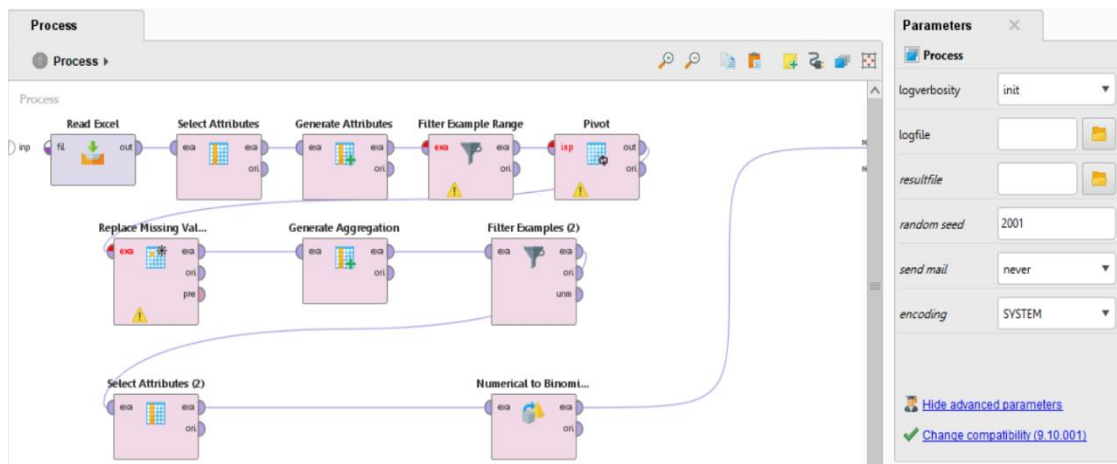 Process
Process
Process
inp
Read Excel
fil
out
Select Attributes
exa
exa
ori
Generate Attributes
exa
exa
ori
Filter Example Range
exa
exa
ori
Pivot
inp
out
ori
Replace Missing Val...
exa
exa
ori
pre
Generate Aggregation
exa
exa
ori
Filter Examples (2)
exa
exa
ori
unm
Select Attributes (2)
exa
exa
ori
Numerical to Binomi...
exa
exa
ori
Parameters
Process
logverbosity
init
logfile
resultfile
random seed
2001
send mail
never
encoding
SYSTEM
Hide advanced parameters
Change compatibility (9.10.001)